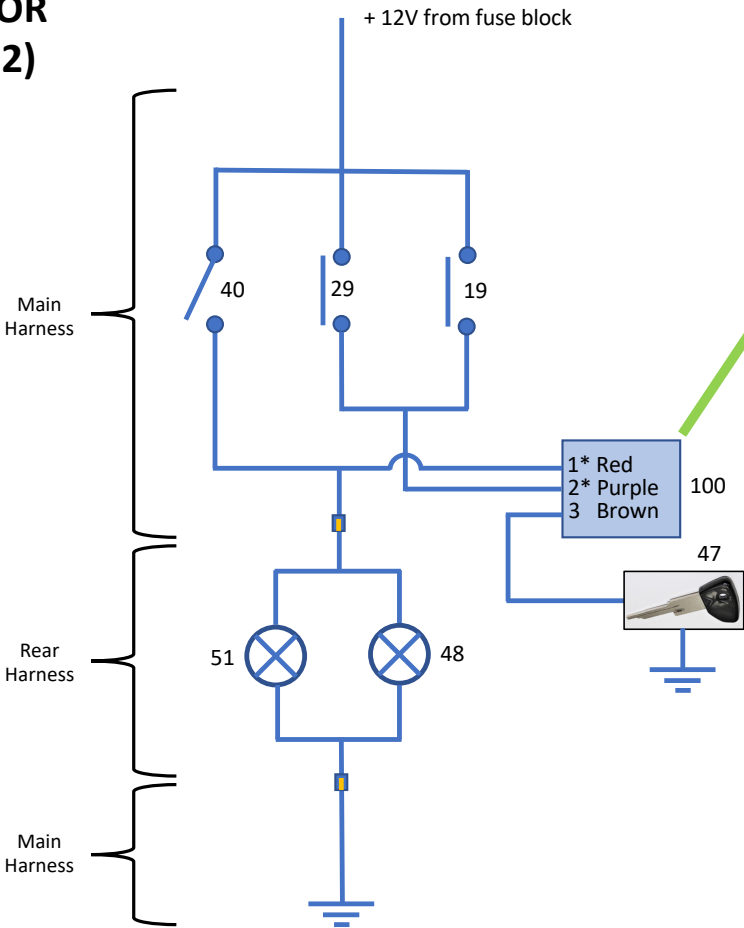 OR
2)
+ 12V from fuse block
40
29
19
Main
Harness
1* Red
2* Purple
3 Brown
100
47
Rear
Harness
51
48
Main
Harness